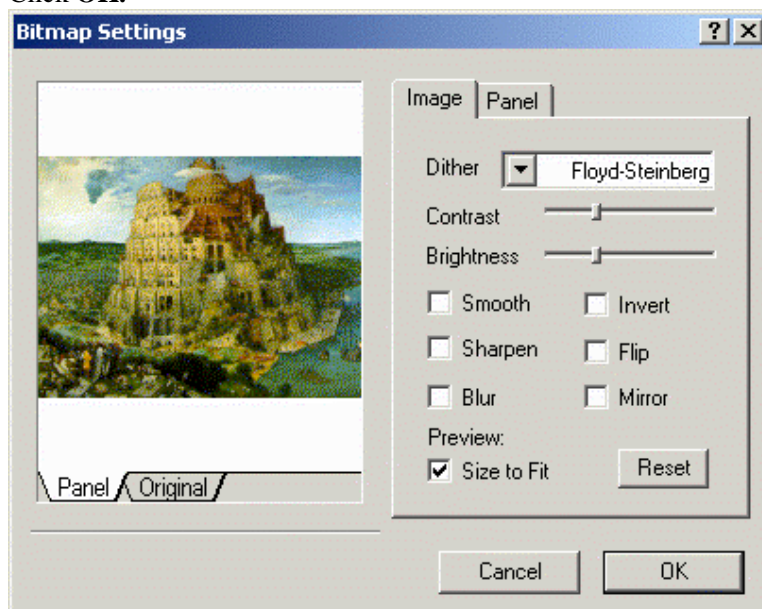 Click OK.
Bitmap Settings
Image Panel
Dither Floyd-Steinberg
Contrast
Brightness
Smooth Invert
Sharpen Flip
Blur Mirror
Preview:
Size to Fit Reset
Panel Original
Cancel OK